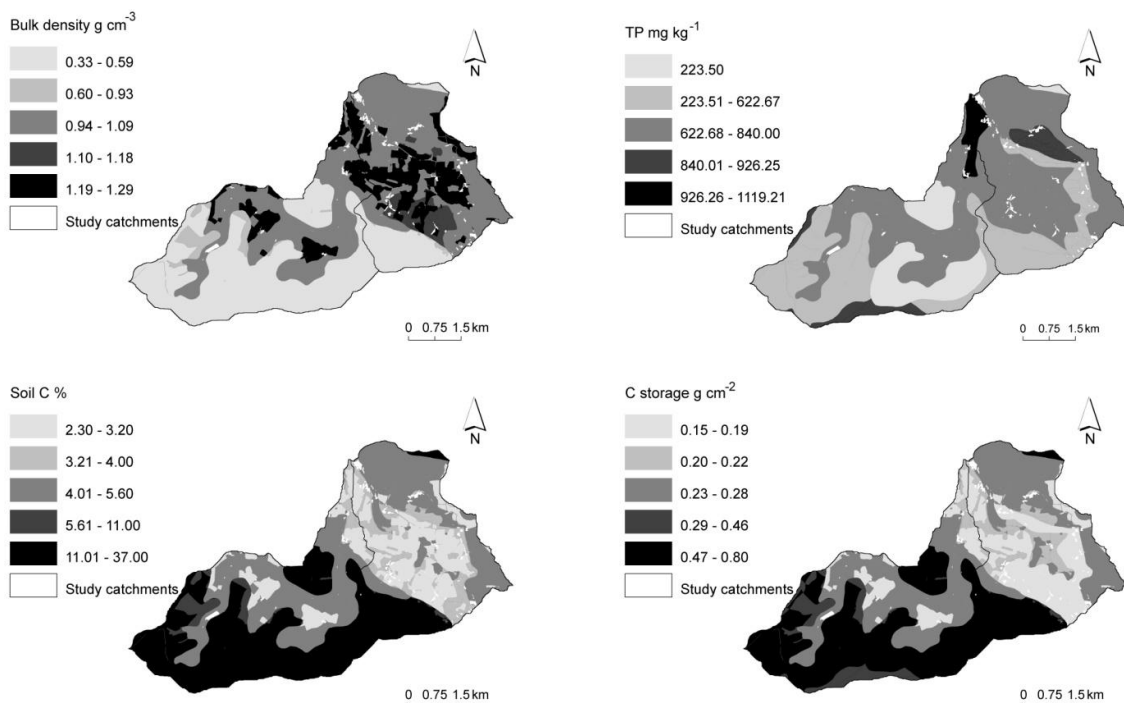 Bulk density g cm-3
0.33 - 0.59
0.60 - 0.93
0.94 - 1.09
1.10 - 1.18
1.19 - 1.29
Study catchments
N
0 0.75 1.5 km
TP mg kg-1
223.50
223.51 - 622.67
622.68 - 840.00
840.01 - 926.25
926.26 - 1119.21
Study catchments
N
0 0.75 1.5 km
Soil C %
2.30 - 3.20
3.21 - 4.00
4.01 - 5.60
5.61 - 11.00
11.01 - 37.00
Study catchments
N
0 0.75 1.5 km
C storage g cm-2
0.15 - 0.19
0.20 - 0.22
0.23 - 0.28
0.29 - 0.46
0.47 - 0.80
Study catchments
N
0 0.75 1.5 km